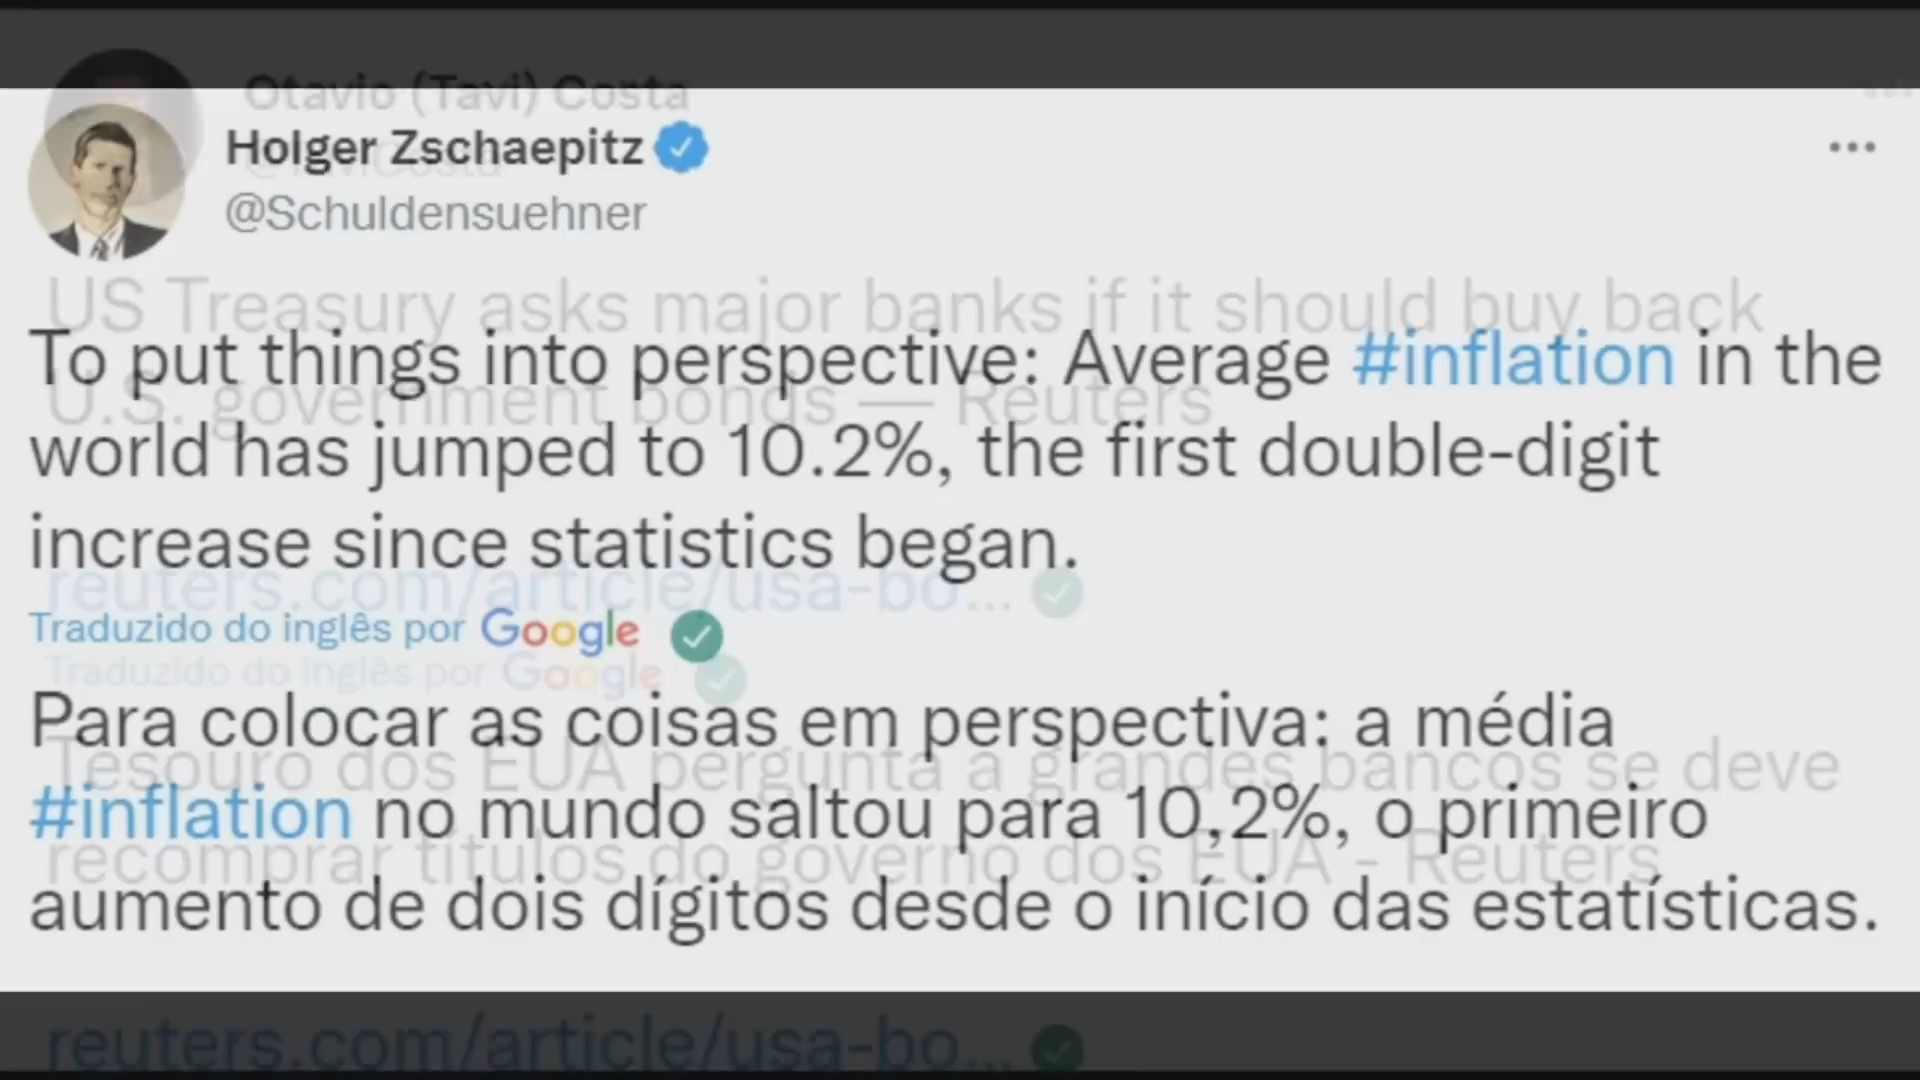 Otavio (Tavi) Costa
Holger Zschaepitz
@TaviCosta
@Schuldensuehner
US Treasury asks major banks if it should buy back
To put things into perspective: Average #inflation in the
U.S. government bonds — Reuters
world has jumped to 10.2%, the first double-digit
increase since statistics began.
reuters.com/article/usa-bo...
Traduzido do inglês por Google
Traduzido do inglês por Google
Para colocar as coisas em perspectiva: a média
Tesouro dos EUA pergunta a grandes bancos se deve
#inflation no mundo saltou para 10,2%, o primeiro
recomprar títulos do governo dos EUA - Reuters
aumento de dois dígitos desde o início das estatísticas.
reuters.com/article/usa-bo...